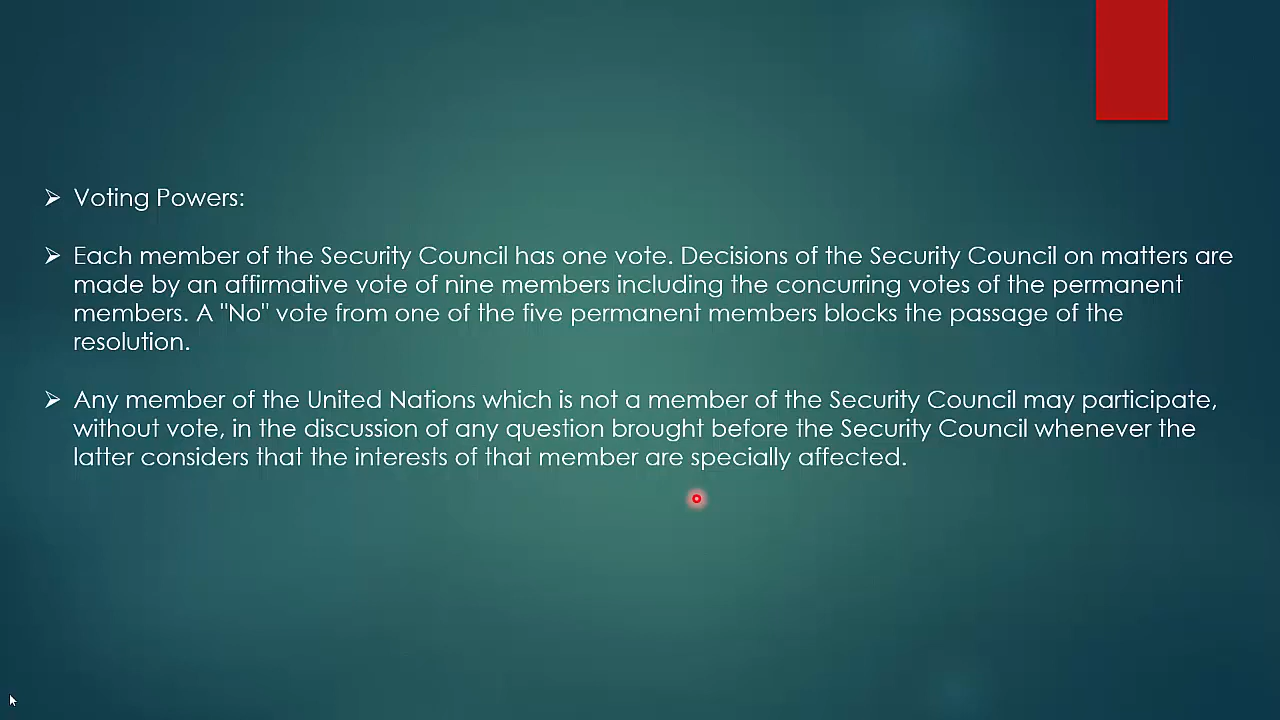 Voting Powers:
Each member of the Security Council has one vote. Decisions of the Security Council on matters are
made by an affirmative vote of nine members including the concurring votes of the permanent
members. A "No" vote from one of the five permanent members blocks the passage of the
resolution.
Any member of the United Nations which is not a member of the Security Council may participate,
without vote, in the discussion of any question brought before the Security Council whenever the
latter considers that the interests of that member are specially affected.